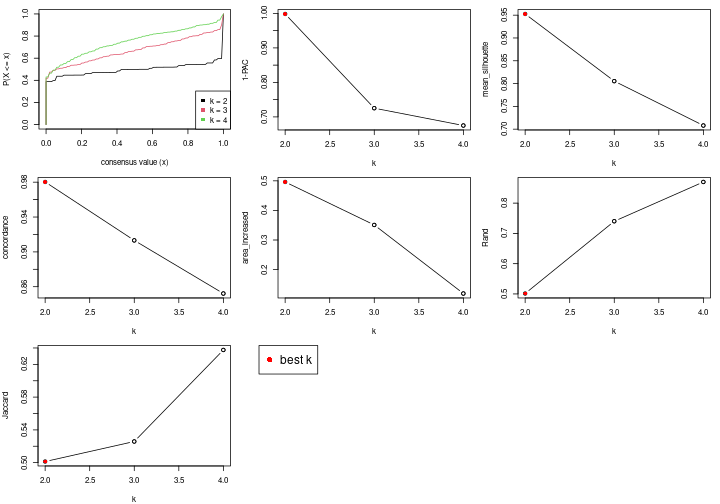 P(X <= x)
1.0
0.8
0.6
0.4
0.2
0.0
k = 2
k = 3
k = 4
0.0 0.2 0.4 0.6 0.8 1.0
consensus value (x)
1-PAC
1.00
0.90
0.80
0.70
2.0 2.5 3.0 3.5 4.0
k
mean_silhouette
0.95
0.90
0.85
0.80
0.75
0.70
2.0 2.5 3.0 3.5 4.0
k
concordance
0.98
0.94
0.90
0.86
2.0 2.5 3.0 3.5 4.0
k
area_increased
0.5
0.4
0.3
0.2
2.0 2.5 3.0 3.5 4.0
k
Rand
0.8
0.7
0.6
0.5
2.0 2.5 3.0 3.5 4.0
k
Jaccard
0.62
0.58
0.54
0.50
2.0 2.5 3.0 3.5 4.0
k
best k